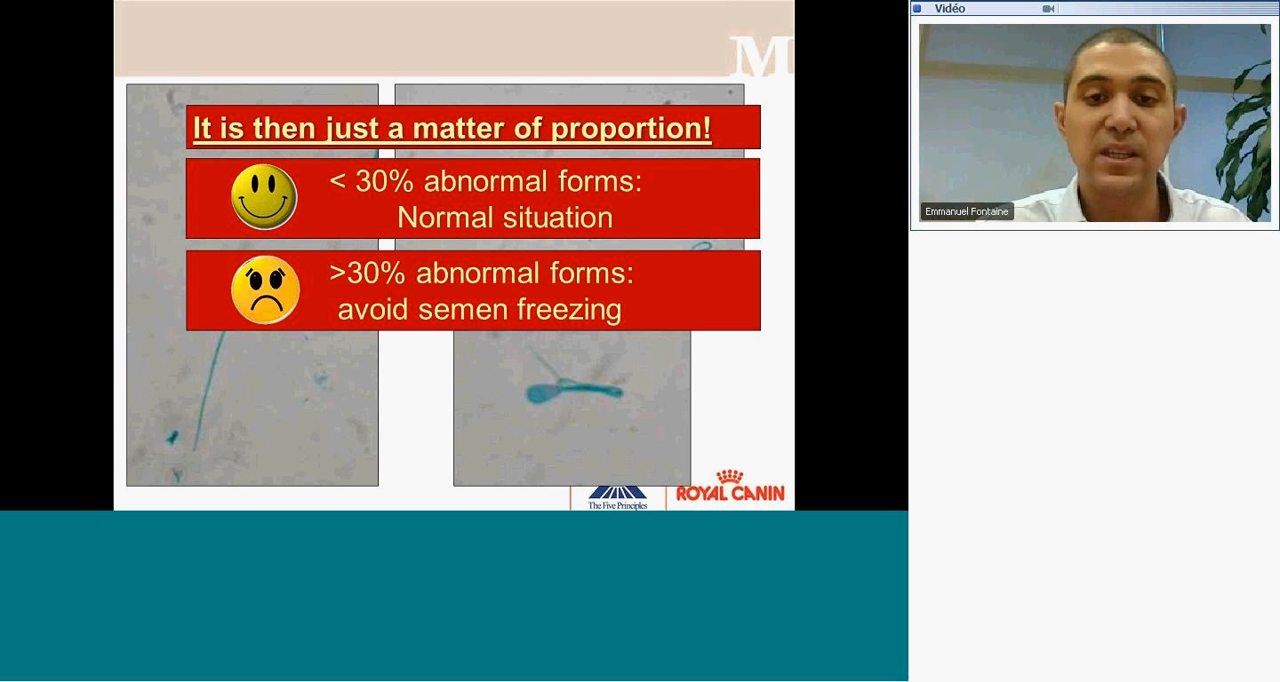 Vidéo
M
It is then just a matter of proportion!
< 30% abnormal forms:
Normal situation
>30% abnormal forms:
avoid semen freezing
Emmanuel Fontaine
The Five Principles
ROYAL CANIN